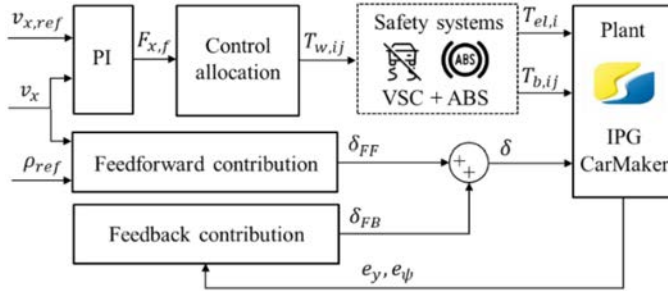 v_{x,ref}
PI
F_{x,f}
Control
allocation
T_{w,ij}
Safety systems
ABS
VSC + ABS
T_{el,i}
T_{b,ij}
Plant
IPG
CarMaker
v_x
ρ_{ref}
Feedforward contribution
δ_{FF}
+
+
δ
Feedback contribution
δ_{FB}
e_y, e_ψ